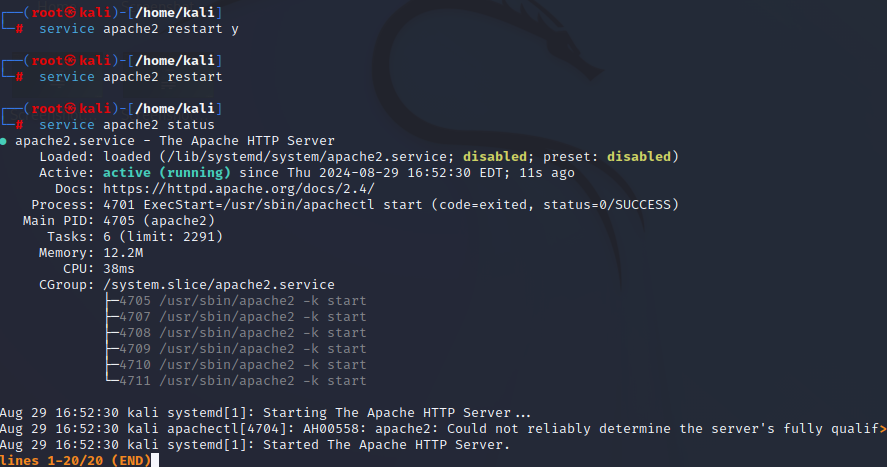 ┌──(root㉿kali)-[/home/kali]
└─# service apache2 restart y
┌──(root㉿kali)-[/home/kali]
└─# service apache2 restart
┌──(root㉿kali)-[/home/kali]
└─# service apache2 status
● apache2.service - The Apache HTTP Server
Loaded: loaded (/lib/systemd/system/apache2.service; disabled; preset: disabled)
Active: active (running) since Thu 2024-08-29 16:52:30 EDT; 11s ago
Docs: https://httpd.apache.org/docs/2.4/
Process: 4701 ExecStart=/usr/sbin/apachectl start (code=exited, status=0/SUCCESS)
Main PID: 4705 (apache2)
Tasks: 6 (limit: 2291)
Memory: 12.2M
CPU: 38ms
CGroup: /system.slice/apache2.service
├─4705 /usr/sbin/apache2 -k start
├─4707 /usr/sbin/apache2 -k start
├─4708 /usr/sbin/apache2 -k start
├─4709 /usr/sbin/apache2 -k start
├─4710 /usr/sbin/apache2 -k start
└─4711 /usr/sbin/apache2 -k start
Aug 29 16:52:30 kali systemd[1]: Starting The Apache HTTP Server...
Aug 29 16:52:30 kali apachectl[4704]: AH00558: apache2: Could not reliably determine the server's fully qualif>
Aug 29 16:52:30 kali systemd[1]: Started The Apache HTTP Server.
lines 1-20/20 (END)